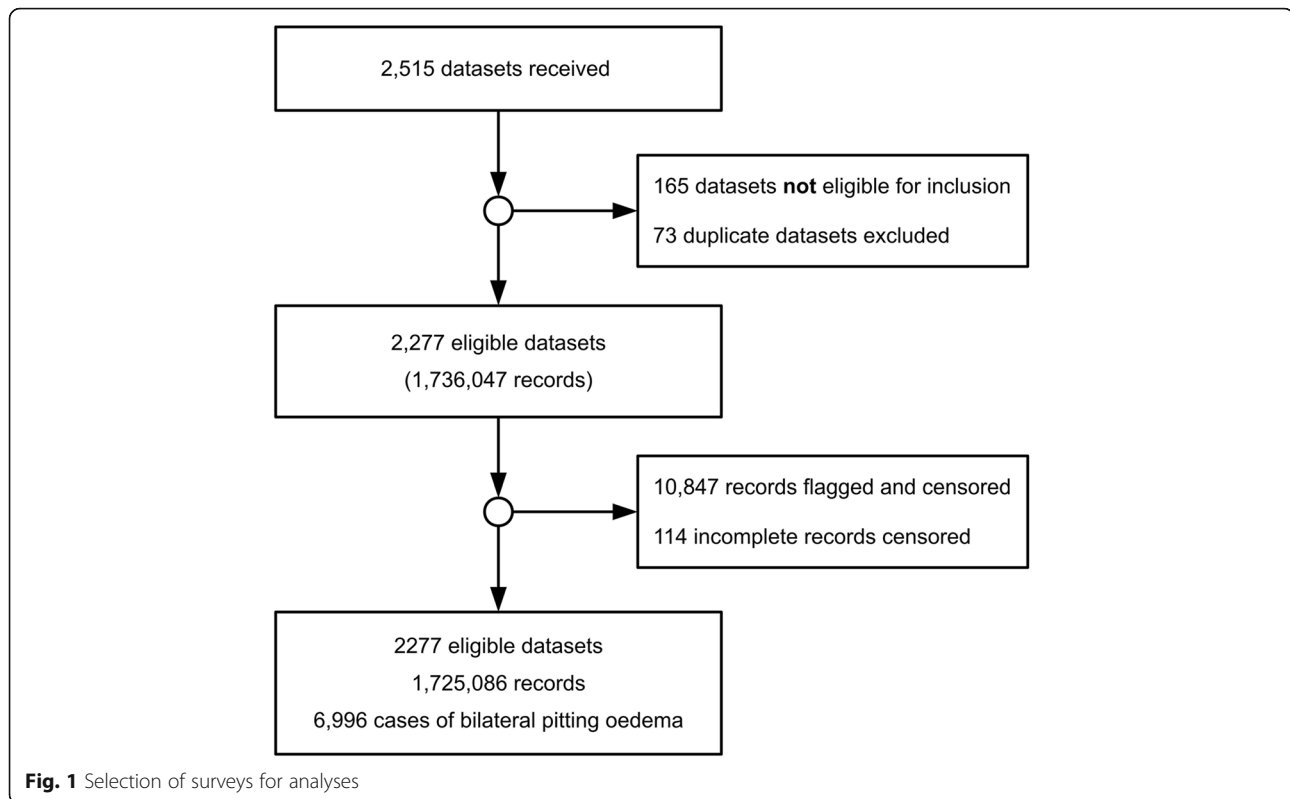 2,515 datasets received
165 datasets not eligible for inclusion
73 duplicate datasets excluded
2,277 eligible datasets
(1,736,047 records)
10,847 records flagged and censored
114 incomplete records censored
2277 eligible datasets
1,725,086 records
6,996 cases of bilateral pitting oedema
Fig. 1 Selection of surveys for analyses